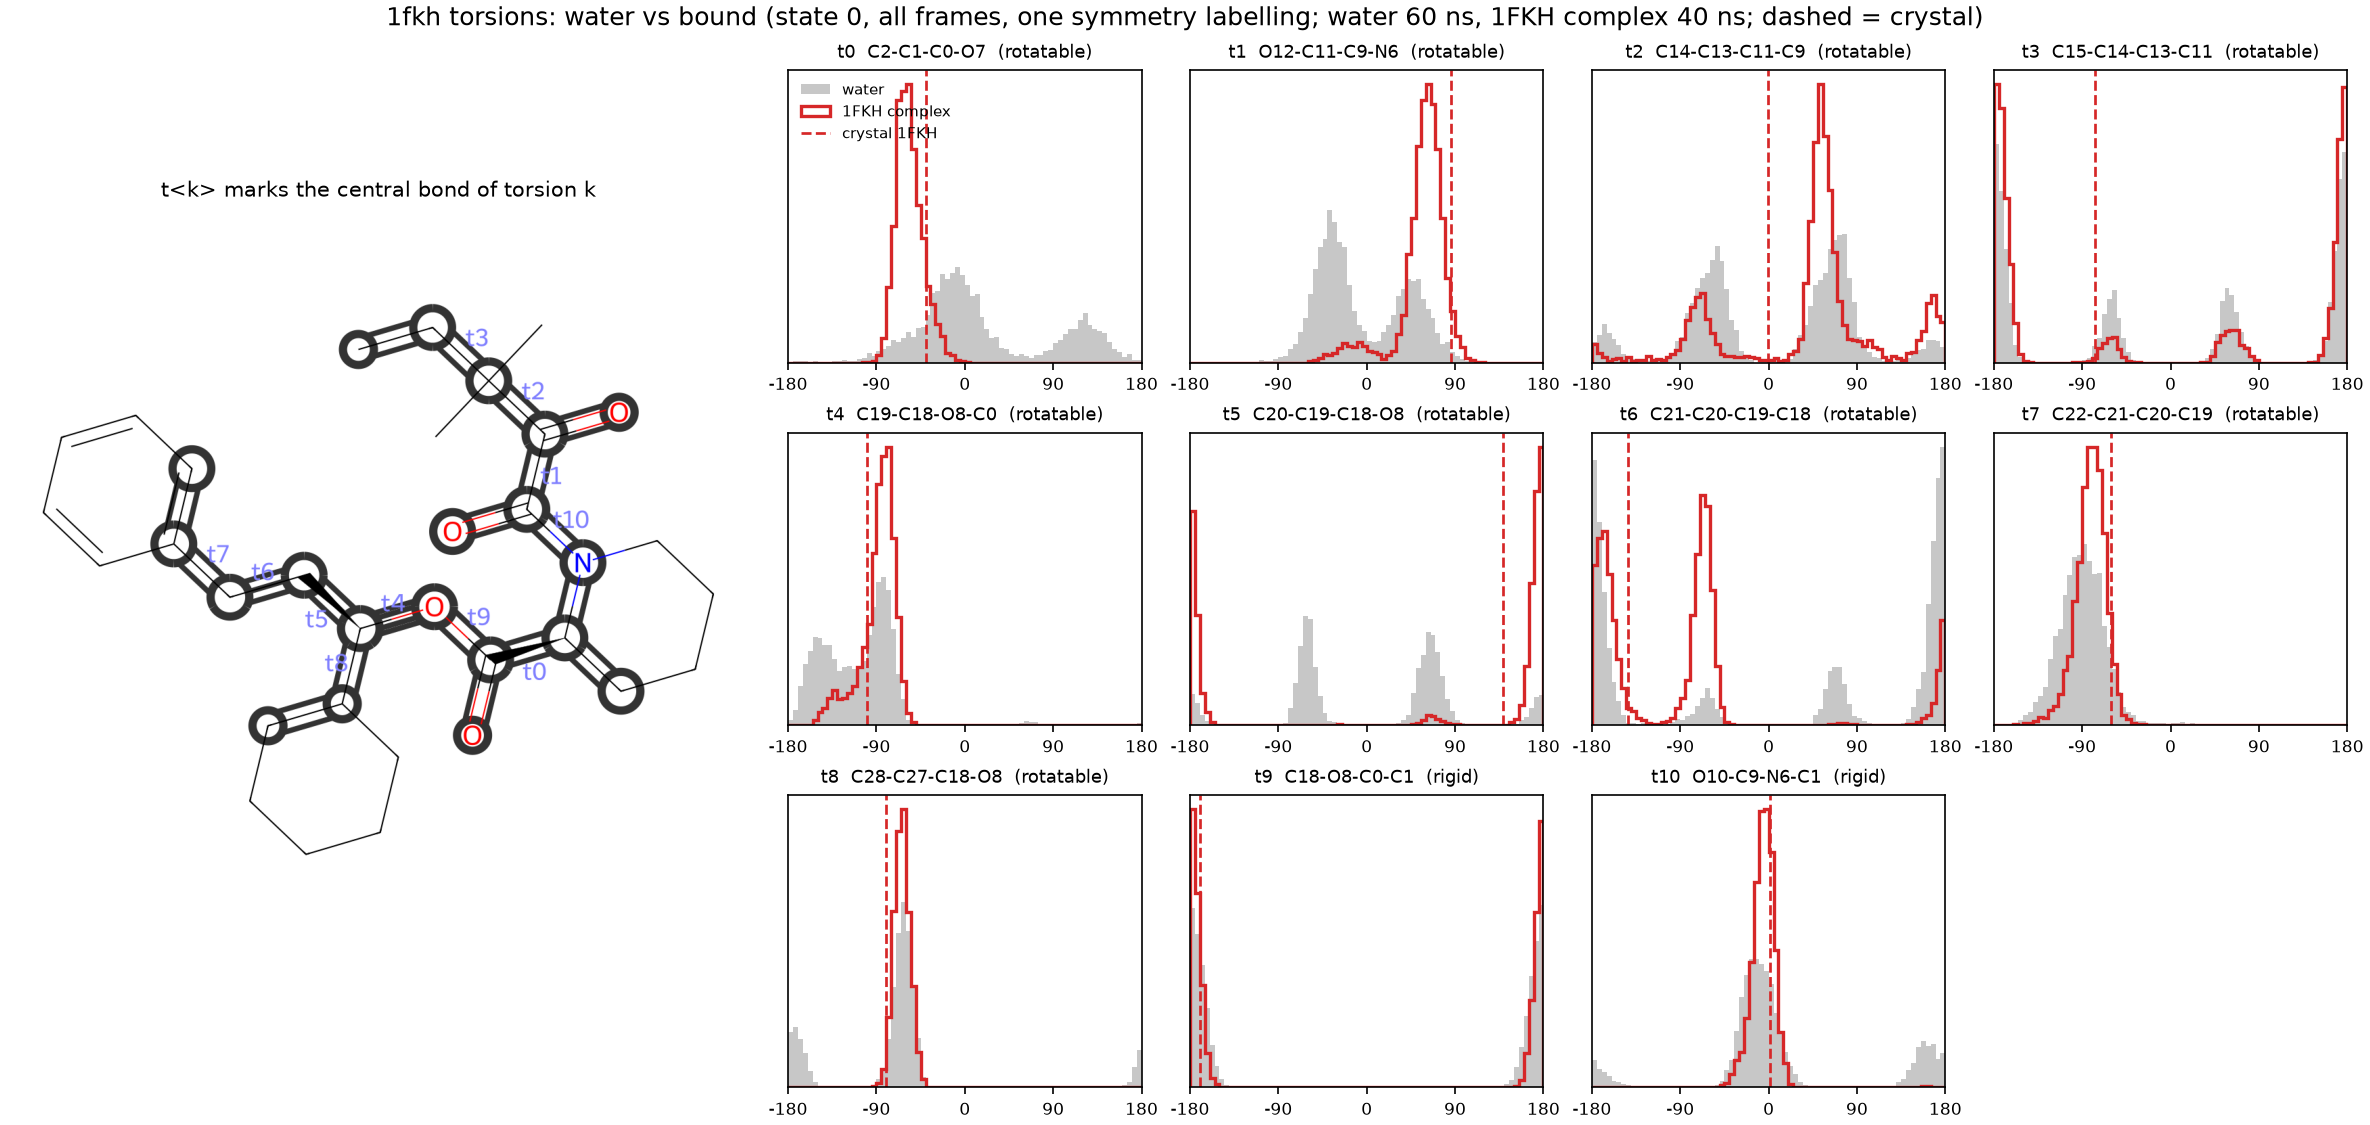 1fkh torsions: water vs bound (state 0, all frames, one symmetry labelling; water 60 ns, 1FKH complex 40 ns; dashed = crystal)
t<k> marks the central bond of torsion k
t3
t2
O
t1
O
t10
N
t7
t6
t5
t4
O
t9
t8
t0
O
t0 C2-C1-C0-O7 (rotatable)
water
1FKH complex
crystal 1FKH
-180 -90 0 90 180
t1 O12-C11-C9-N6 (rotatable)
-180 -90 0 90 180
t2 C14-C13-C11-C9 (rotatable)
-180 -90 0 90 180
t3 C15-C14-C13-C11 (rotatable)
-180 -90 0 90 180
t4 C19-C18-O8-C0 (rotatable)
-180 -90 0 90 180
t5 C20-C19-C18-O8 (rotatable)
-180 -90 0 90 180
t6 C21-C20-C19-C18 (rotatable)
-180 -90 0 90 180
t7 C22-C21-C20-C19 (rotatable)
-180 -90 0 90 180
t8 C28-C27-C18-O8 (rotatable)
-180 -90 0 90 180
t9 C18-O8-C0-C1 (rigid)
-180 -90 0 90 180
t10 O10-C9-N6-C1 (rigid)
-180 -90 0 90 180